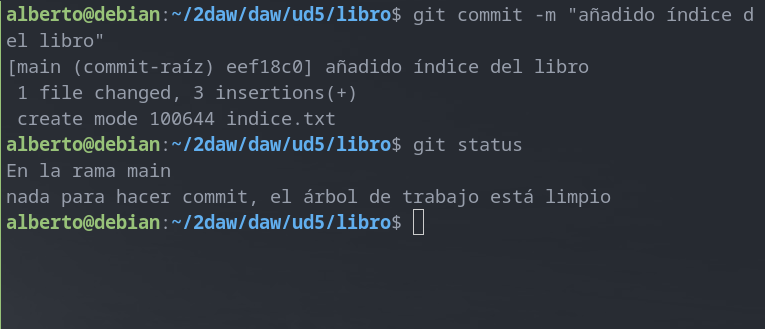 alberto@debian:~/2daw/daw/ud5/libro$ git commit -m "añadido índice d
el libro"
[main (commit-raíz) eef18c0] añadido índice del libro
 1 file changed, 3 insertions(+)
 create mode 100644 indice.txt
alberto@debian:~/2daw/daw/ud5/libro$ git status
En la rama main
nada para hacer commit, el árbol de trabajo está limpio
alberto@debian:~/2daw/daw/ud5/libro$